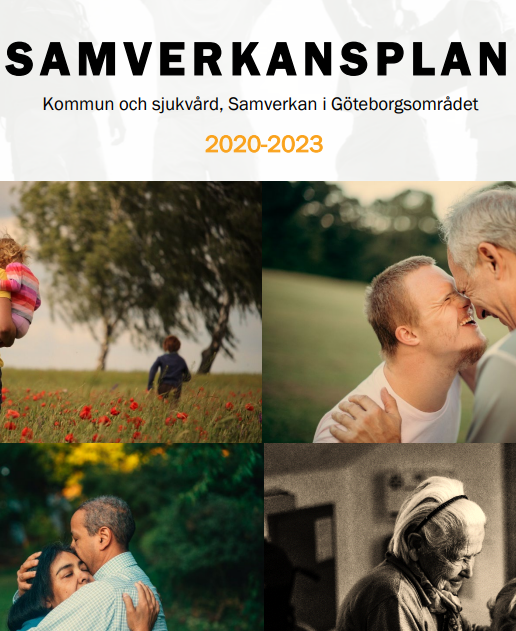 SAMVERKANSPLAN
Kommun och sjukvård, Samverkan i Göteborgsområdet
2020-2023